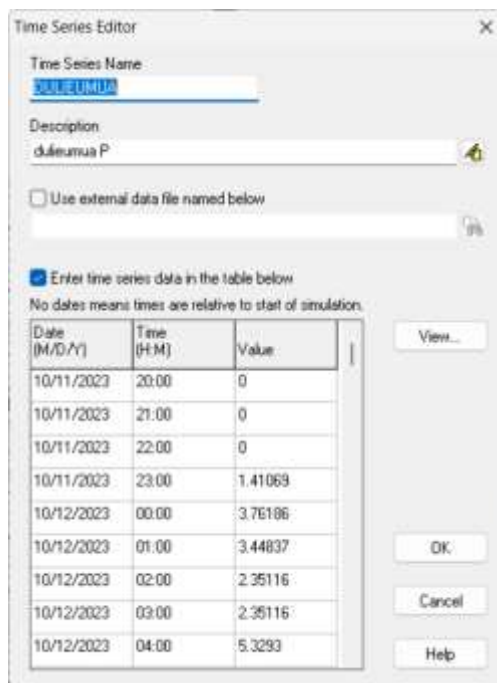 Time Series Editor
Time Series Name
DULIEUMUA
Description
dulieumua P
Use external data file named below
Enter time series data in the table below
No dates means times are relative to start of simulation.
Date (M/D/Y) Time (H:M) Value
View...
10/11/2023 20:00 0
10/11/2023 21:00 0
10/11/2023 22:00 0
10/11/2023 23:00 1.41069
10/12/2023 00:00 3.76186
10/12/2023 01:00 3.44837
OK
10/12/2023 02:00 2.35116
10/12/2023 03:00 2.35116
Cancel
10/12/2023 04:00 5.3293
Help